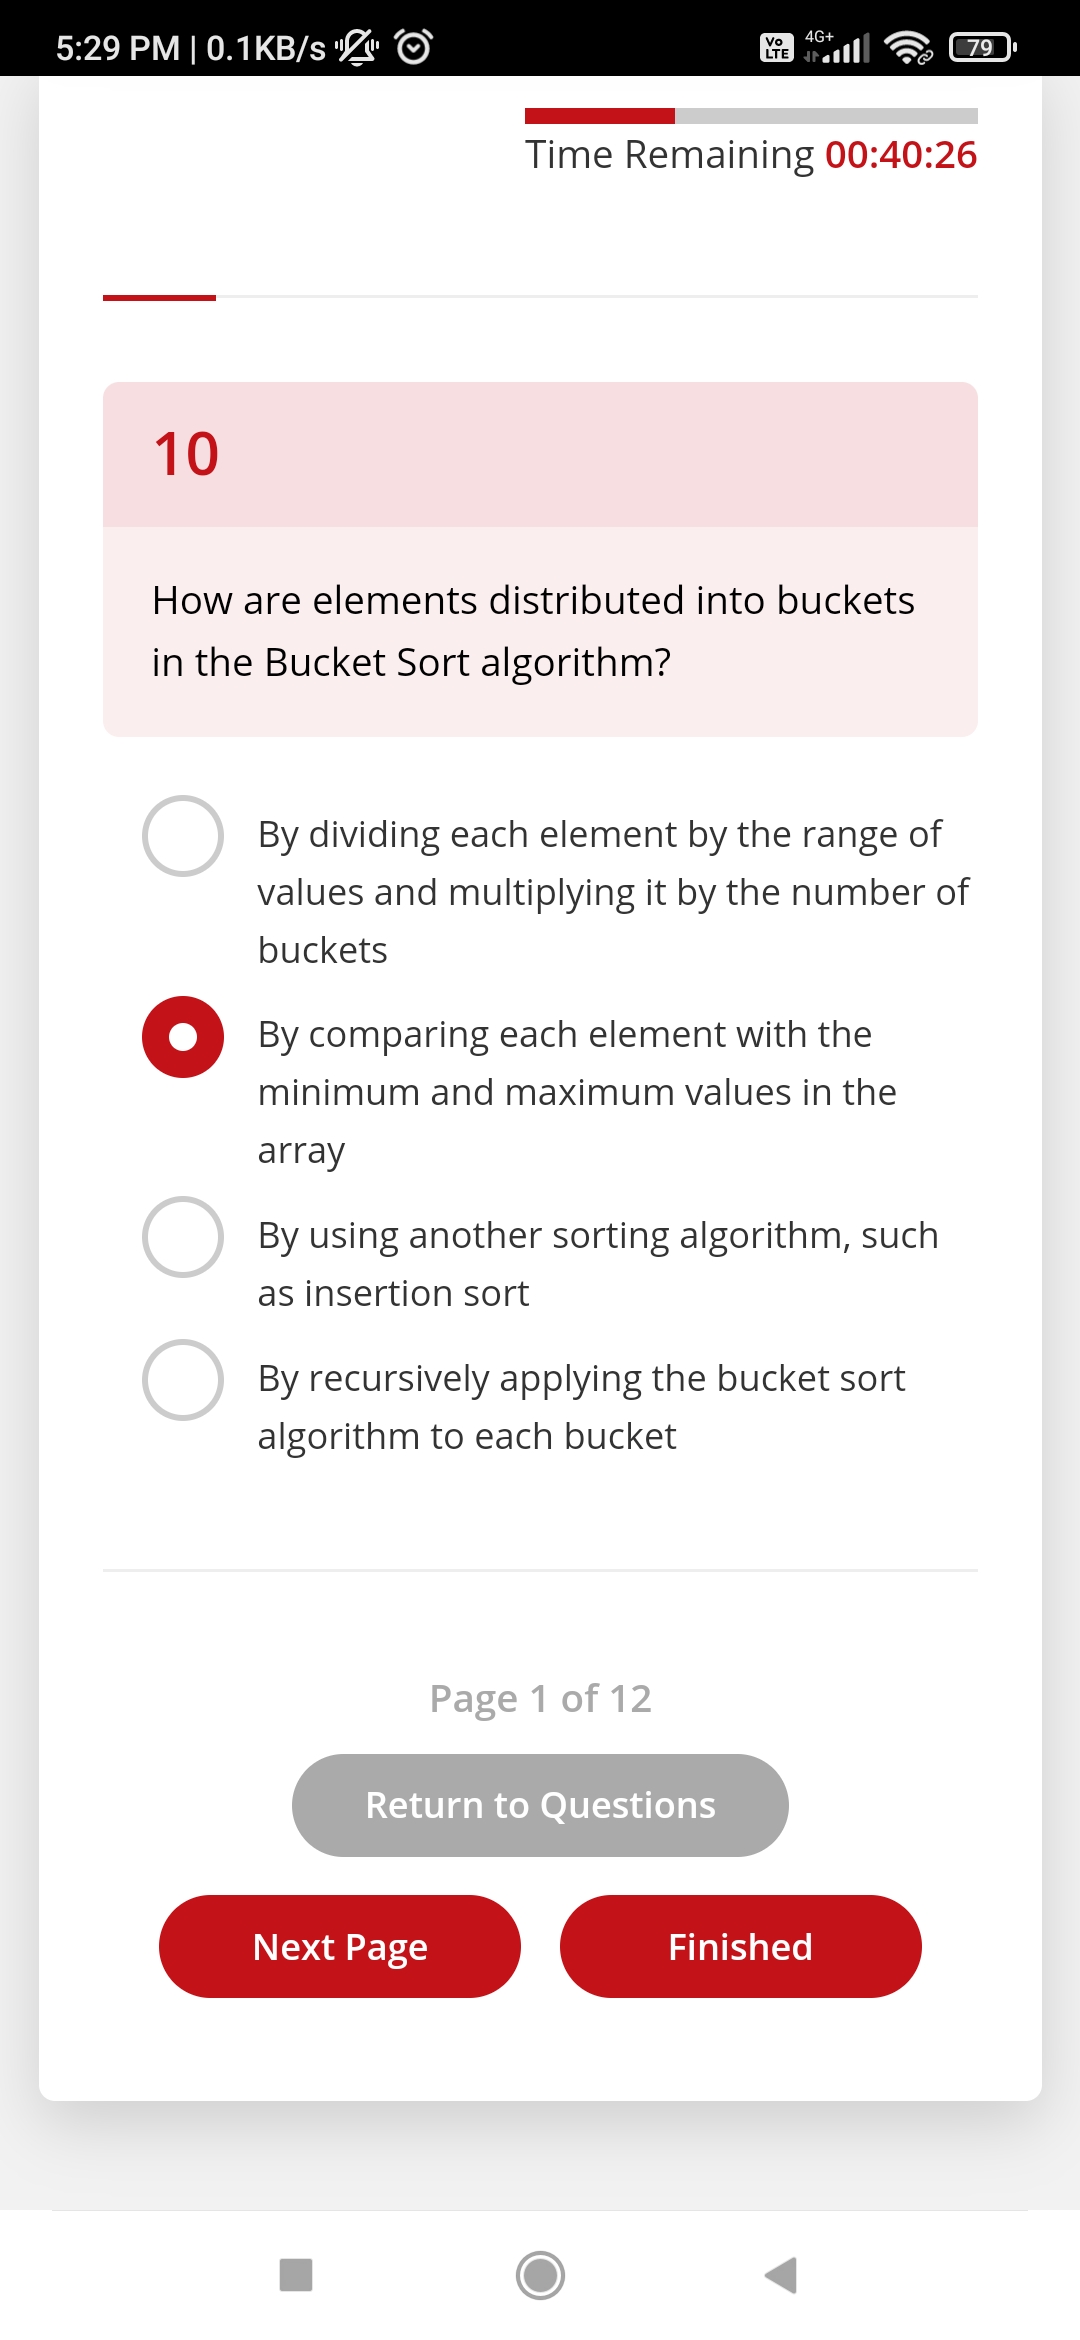 5:29 PM | 0.1KB/s
Vo LTE 4G+ 79
Time Remaining 00:40:26
10
How are elements distributed into buckets
in the Bucket Sort algorithm?
By dividing each element by the range of
values and multiplying it by the number of
buckets
By comparing each element with the
minimum and maximum values in the
array
By using another sorting algorithm, such
as insertion sort
By recursively applying the bucket sort
algorithm to each bucket
Page 1 of 12
Return to Questions
Next Page Finished